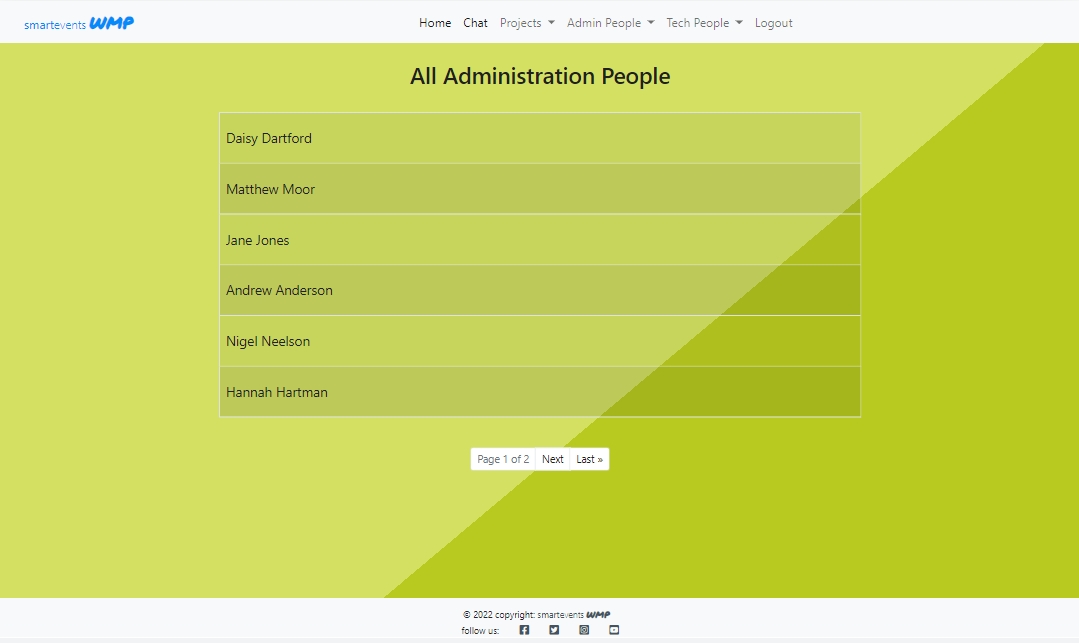 smartevents WMP Home Chat Projects Admin People Tech People Logout
All Administration People
Daisy Dartford
Matthew Moor
Jane Jones
Andrew Anderson
Nigel Neelson
Hannah Hartman
Page 1 of 2 Next Last »
© 2022 copyright: smartevents WMP
follow us: